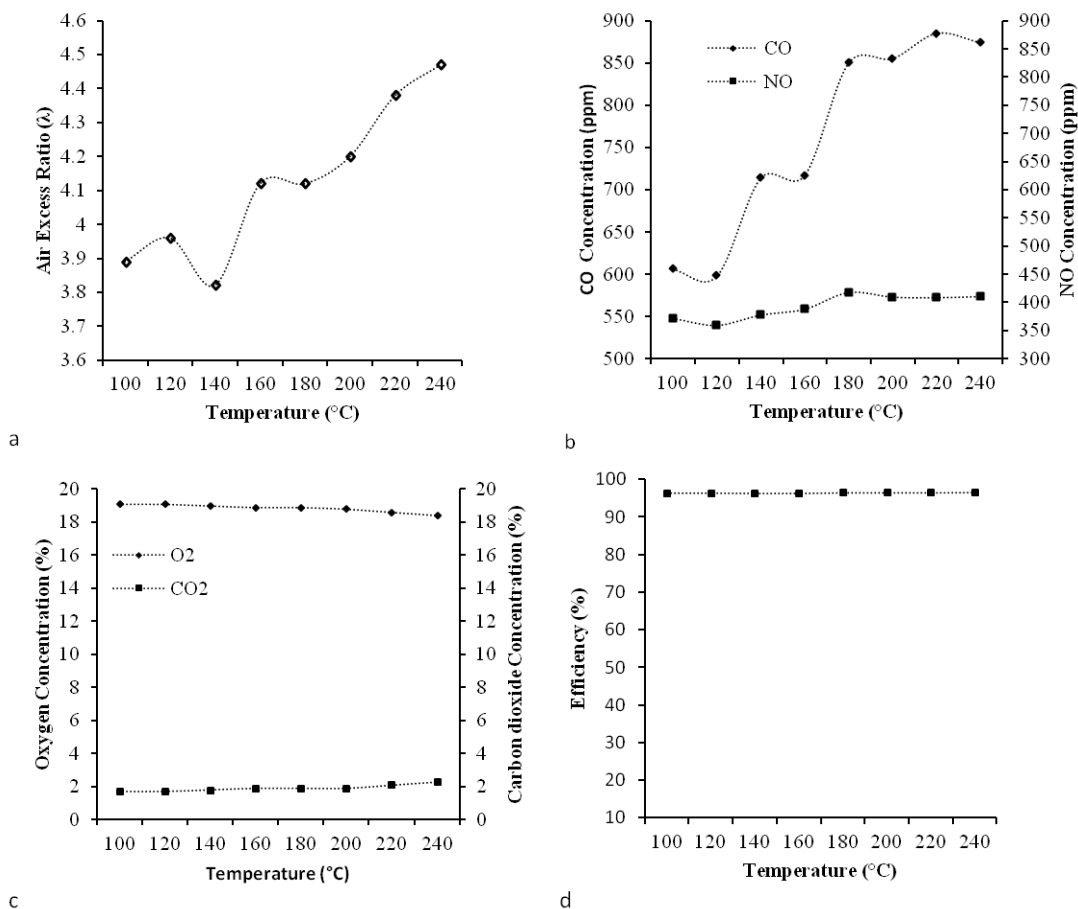 4.6
4.5
4.4
4.3
4.2
4.1
4
3.9
3.8
3.7
3.6
Air Excess Ratio (λ)
100 120 140 160 180 200 220 240
Temperature (°C)
a
900
850
800
750
700
650
600
550
500
CO Concentration (ppm)
CO
NO
900
850
800
750
700
650
600
550
500
450
400
350
300
NO Concentration (ppm)
100 120 140 160 180 200 220 240
Temperature (°C)
b
20
18
16
14
12
10
8
6
4
2
0
Oxygen Concentration (%)
O2
CO2
20
18
16
14
12
10
8
6
4
2
0
Carbon dioxide Concentration (%)
100 120 140 160 180 200 220 240
Temperature (°C)
c
100
90
80
70
60
50
40
30
20
10
Efficiency (%)
100 120 140 160 180 200 220 240
Temperature (°C)
d